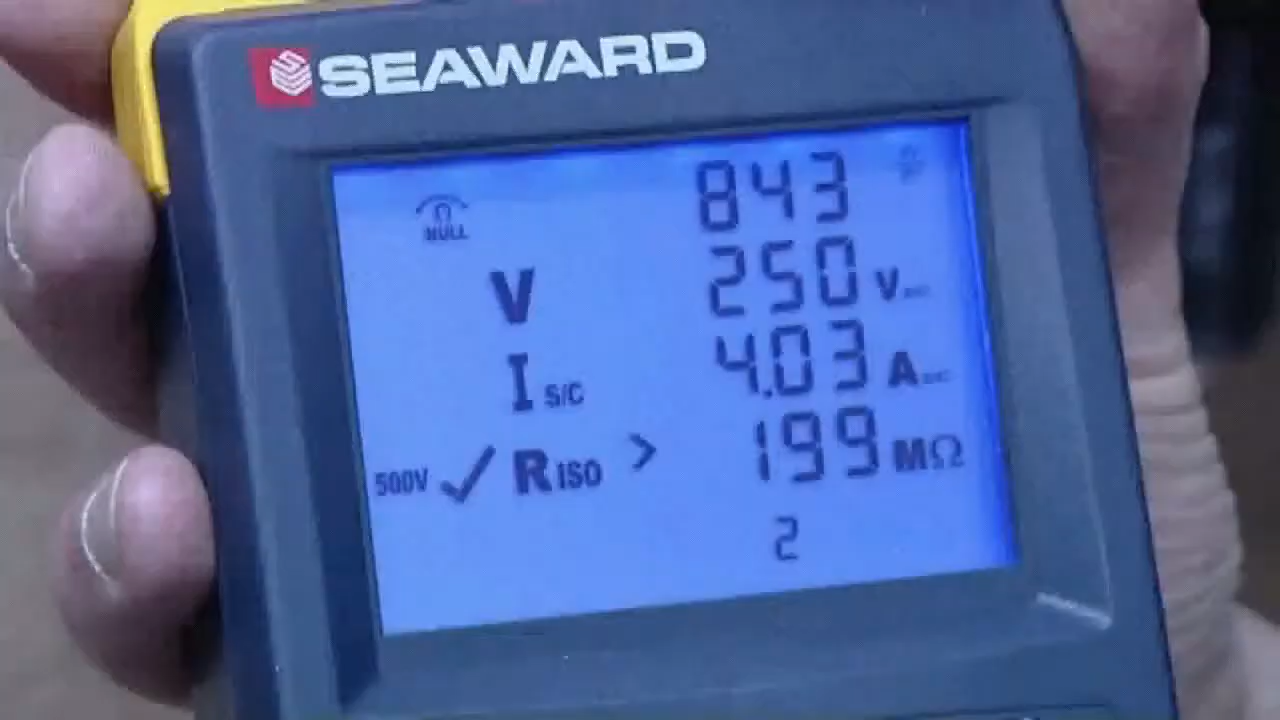 SEAWARD
843
Ω
NULL
V 250 V
I S/C 4.03 A
500V ✓ RISO > 199 MΩ
2